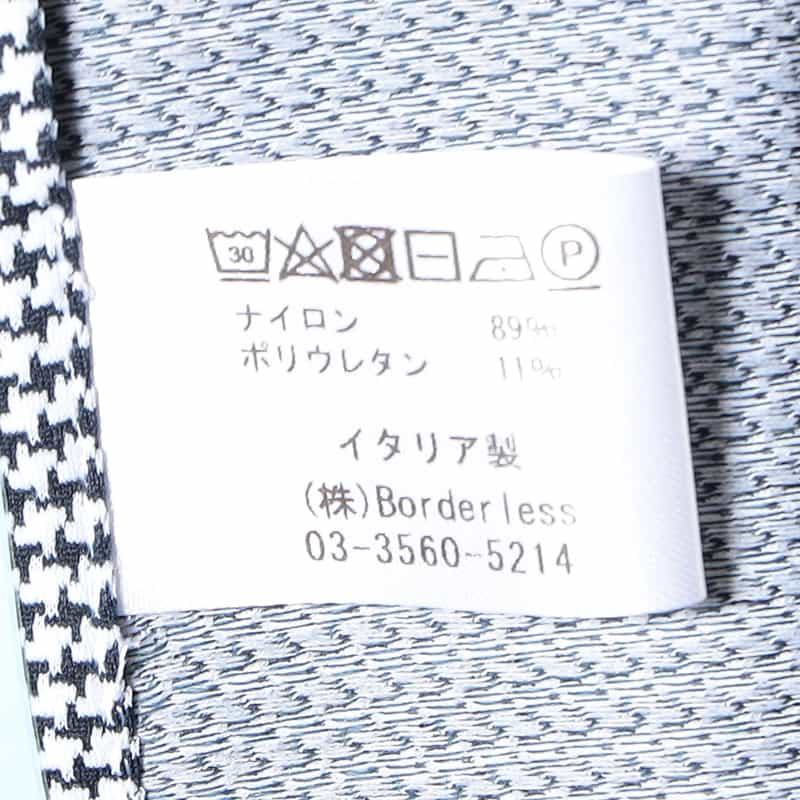 30 P
ナイロン 89%
ポリウレタン 11%
イタリア製
(株)Borderless
03-3560-5214